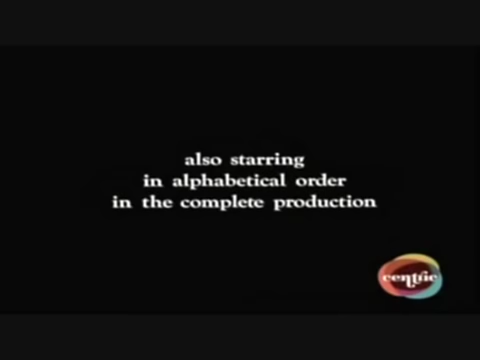 also starring
in alphabetical order
in the complete production
centric